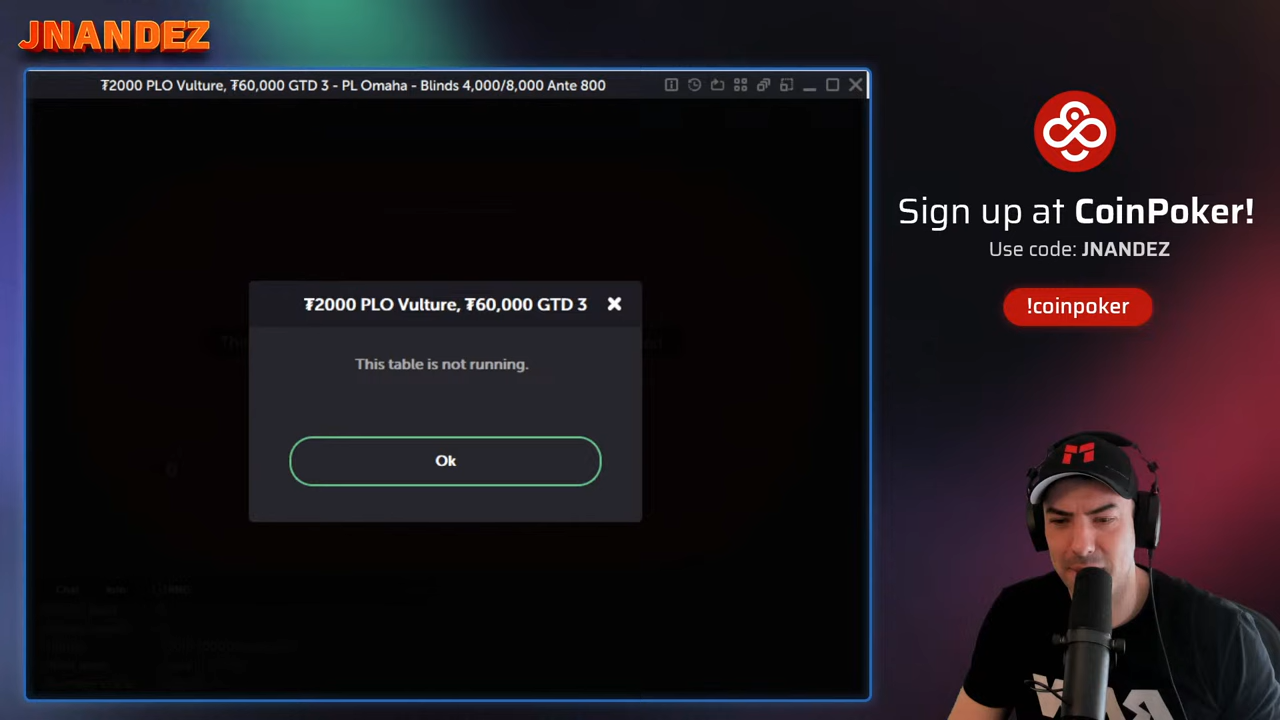 JNANDEZ
₮2000 PLO Vulture, ₮60,000 GTD 3 - PL Omaha - Blinds 4,000/8,000 Ante 800
Sign up at CoinPoker!
Use code: JNANDEZ
!coinpoker
₮2000 PLO Vulture, ₮60,000 GTD 3
This table is not running.
Ok
Chat